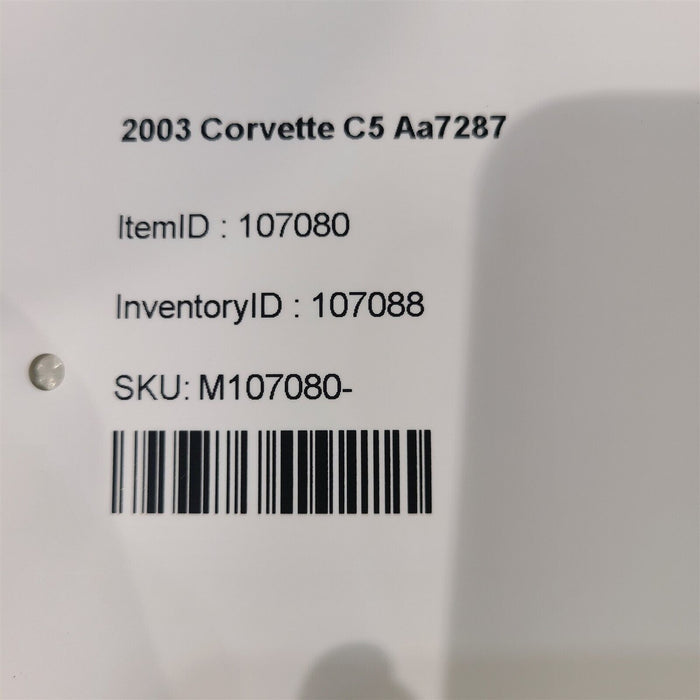 2003 Corvette C5 Aa7287
ItemID : 107080
InventoryID : 107088
SKU: M107080-